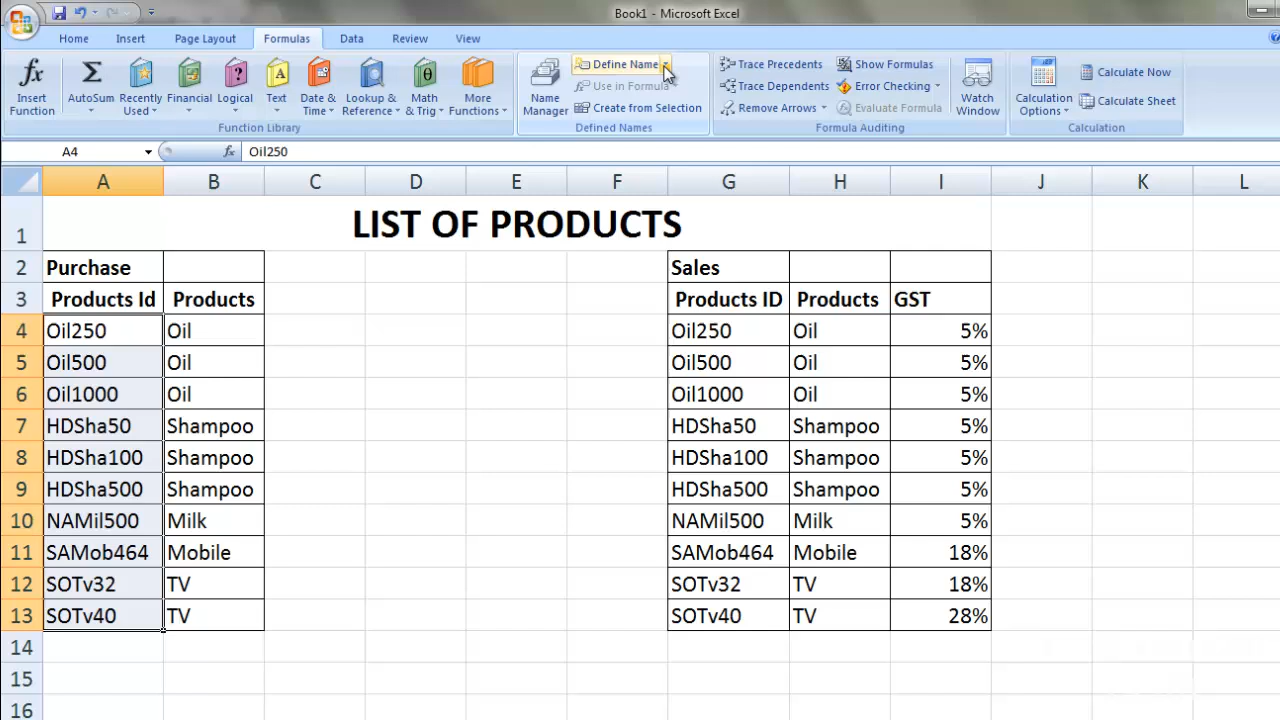 Book1 - Microsoft Excel
Home Insert Page Layout Formulas Data Review View
Insert Function
AutoSum
Recently Used
Financial
Logical
Text
Date & Time
Lookup & Reference
Math & Trig
More Functions
Function Library
Name Manager
Define Name
Use in Formula
Create from Selection
Defined Names
Trace Precedents
Trace Dependents
Remove Arrows
Show Formulas
Error Checking
Evaluate Formula
Formula Auditing
Watch Window
Calculation Options
Calculate Now
Calculate Sheet
Calculation
A4 fx Oil250
A B C D E F G H I J K L
1 LIST OF PRODUCTS
2 Purchase Sales
3 Products Id Products Products ID Products GST
4 Oil250 Oil Oil250 Oil 5%
5 Oil500 Oil Oil500 Oil 5%
6 Oil1000 Oil Oil1000 Oil 5%
7 HDSha50 Shampoo HDSha50 Shampoo 5%
8 HDSha100 Shampoo HDSha100 Shampoo 5%
9 HDSha500 Shampoo HDSha500 Shampoo 5%
10 NAMil500 Milk NAMil500 Milk 5%
11 SAMob464 Mobile SAMob464 Mobile 18%
12 SOTv32 TV SOTv32 TV 18%
13 SOTv40 TV SOTv40 TV 28%
14
15
16